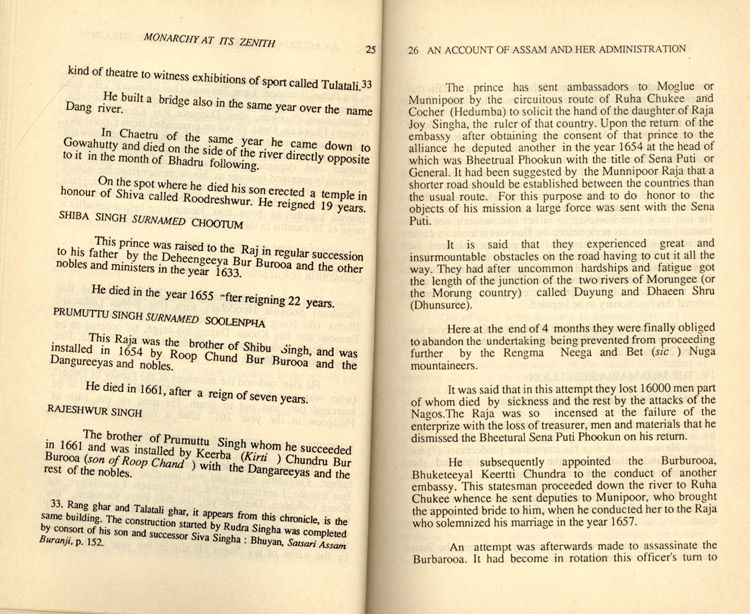 MONARCHY AT ITS ZENITH 25
kind of theatre to witness exhibitions of sport called Tulatali.33
He built a bridge also in the same year over the name
Dang river.
In Chaetru of the same year he came down to
Gowahutty and died on the side of the river directly opposite
to it in the month of Bhadru following.
On the spot where he died his son erected a temple in
honour of Shiva called Roodreshwur. He reigned 19 years.
SHIBA SINGH SURNAMED CHOOTUM
This prince was raised to the Raj in regular succession
to his father by the Deheengeeya Bur Burooa and the other
nobles and ministers in the year 1633.
He died in the year 1655 after reigning 22 years.
PRUMUTTU SINGH SURNAMED SOOLENPHA
This Raja was the brother of Shibu Singh, and was
installed in 1654 by Roop Chund Bur Burooa and the
Dangureeyas and nobles.
He died in 1661, after a reign of seven years.
RAJESHWUR SINGH
The brother of Prumuttu Singh whom he succeeded
in 1661 and was installed by Keerba (Kirti ) Chundru Bur
Burooa (son of Roop Chand ) with the Dangareeyas and the
rest of the nobles.
33. Rang ghar and Talatali ghar, it appears from this chronicle, is the
same building. The construction started by Rudra Singha was completed
by consort of his son and successor Siva Singha : Bhuyan, Satsari Assam
Buranji, p. 152.
26 AN ACCOUNT OF ASSAM AND HER ADMINISTRATION
The prince has sent ambassadors to Moglue or
Munnipoor by the circuitous route of Ruha Chukee and
Cocher (Hedumba) to solicit the hand of the daughter of Raja
Joy Singha, the ruler of that country. Upon the return of the
embassy after obtaining the consent of that prince to the
alliance he deputed another in the year 1654 at the head of
which was Bheetrual Phookun with the title of Sena Puti or
General. It had been suggested by the Munnipoor Raja that a
shorter road should be established between the countries than
the usual route. For this purpose and to do honor to the
objects of his mission a large force was sent with the Sena
Puti.
It is said that they experienced great and
insurmountable obstacles on the road having to cut it all the
way. They had after uncommon hardships and fatigue got
the length of the junction of the two rivers of Morungee (or
the Morung country) called Duyung and Dhaeen Shru
(Dhunsuree).
Here at the end of 4 months they were finally obliged
to abandon the undertaking being prevented from proceeding
further by the Rengma Neega and Bet (sic ) Nuga
mountaineers.
It was said that in this attempt they lost 16000 men part
of whom died by sickness and the rest by the attacks of the
Nagos.The Raja was so incensed at the failure of the
enterprize with the loss of treasurer, men and materials that he
dismissed the Bheetural Sena Puti Phookun on his return.
He subsequently appointed the Burburooa,
Bhuketeeyal Keertti Chundra to the conduct of another
embassy. This statesman proceeded down the river to Ruha
Chukee whence he sent deputies to Munipoor, who brought
the appointed bride to him, when he conducted her to the Raja
who solemnized his marriage in the year 1657.
An attempt was afterwards made to assassinate the
Burbarooa. It had become in rotation this officer's turn to